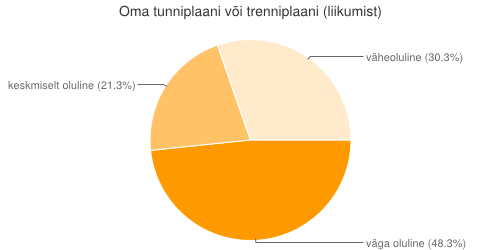 Oma tunniplaani või trenniplaani (liikumist)
väheoluline (30.3%)
keskmiselt oluline (21.3%)
väga oluline (48.3%)